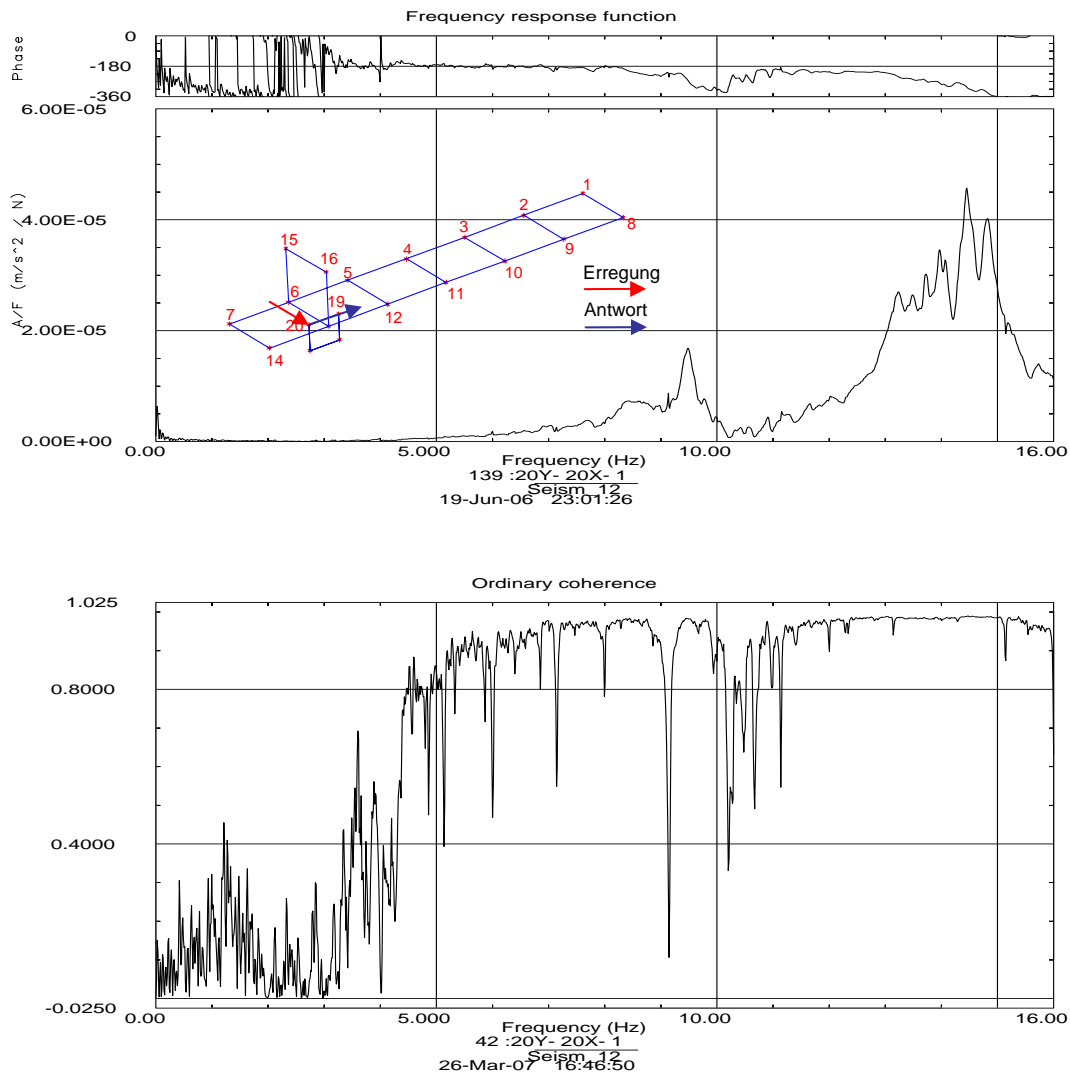 Frequency response function
Phase
0
-180
-360
A/F (m/s^2 / N)
6.00E-05
4.00E-05
2.00E-05
0.00E+00
1
2
8
3
9
15
4
10
16
5
11
6
Erregung
7
19
12
Antwort
20
14
0.00 5.000 10.00 16.00
Frequency (Hz)
139 :20Y- 20X- 1
Seism_12
19-Jun-06 23:01:26
Ordinary coherence
1.025
0.8000
0.4000
-0.0250
0.00 5.000 10.00 16.00
Frequency (Hz)
42 :20Y- 20X- 1
Seism_12
26-Mar-07 16:46:50